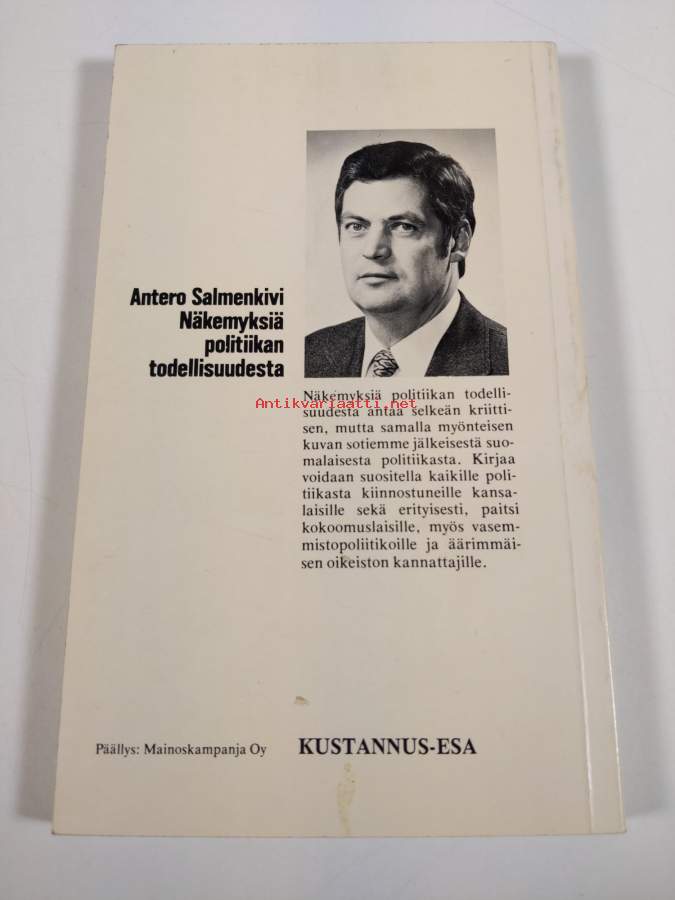 Antero Salmenkivi
Näkemyksiä
politiikan
todellisuudesta
Näkemyksiä politiikan todelli-
suudesta antaa selkeän kriitti-
sen, mutta samalla myönteisen
kuvan sotiemme jälkeisestä suo-
malaisesta politiikasta. Kirjaa
voidaan suositella kaikille poli-
tiikasta kiinnostuneille kansa-
laisille sekä erityisesti, paitsi
kokoomuslaisille, myös vasem-
mistopoliitikoille ja äärimmäi-
sen oikeiston kannattajille.
Antikvariaatti.net
Päällys: Mainoskampanja Oy
KUSTANNUS-ESA